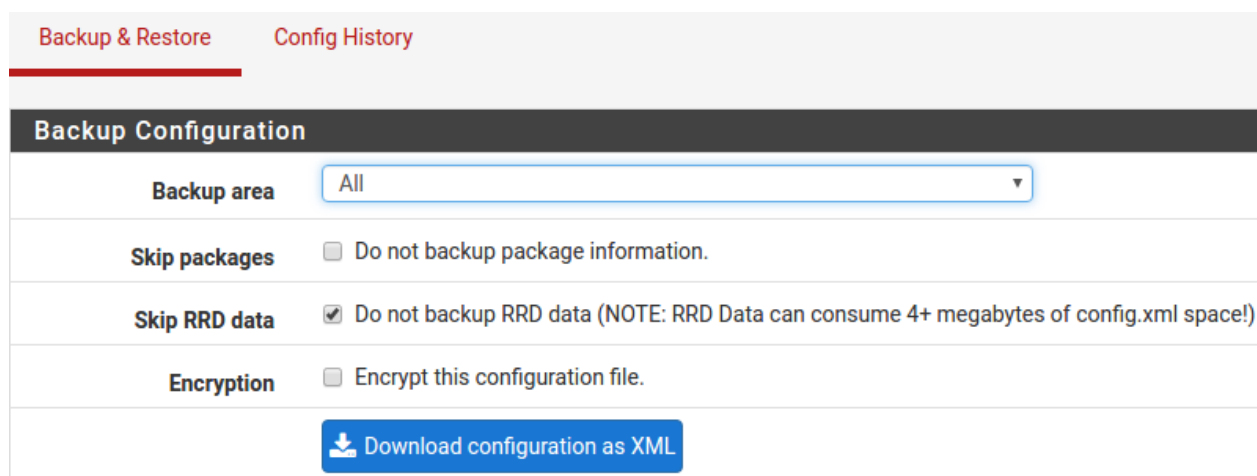 Backup & Restore Config History
Backup Configuration
Backup area All
Skip packages Do not backup package information.
Skip RRD data Do not backup RRD data (NOTE: RRD Data can consume 4+ megabytes of config.xml space!)
Encryption Encrypt this configuration file.
Download configuration as XML